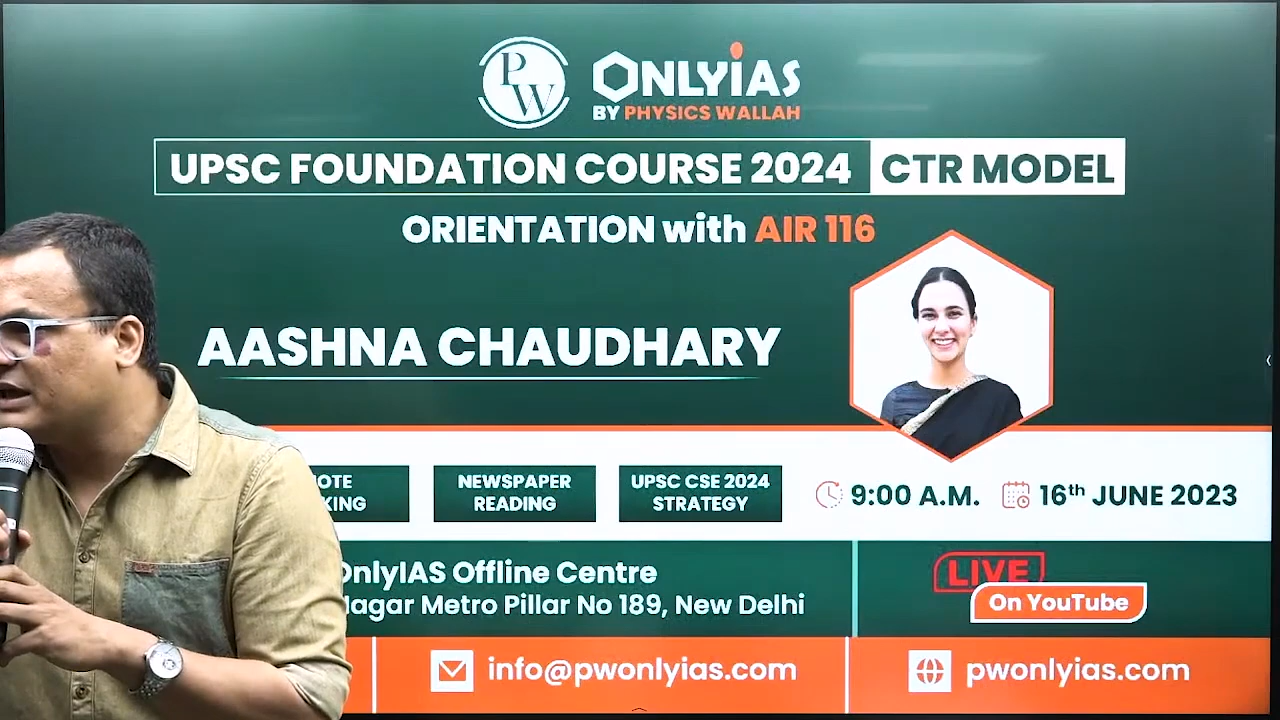 PW
ONLYIAS
BY PHYSICS WALLAH
UPSC FOUNDATION COURSE 2024 CTR MODEL
ORIENTATION with AIR 116
AASHNA CHAUDHARY
NEWSPAPER
READING
UPSC CSE 2024
STRATEGY
9:00 A.M.
16th JUNE 2023
OnlyIAS Offline Centre
Metro Pillar No 189, New Delhi
LIVE
On YouTube
info@pwonlyias.com
pwonlyias.com